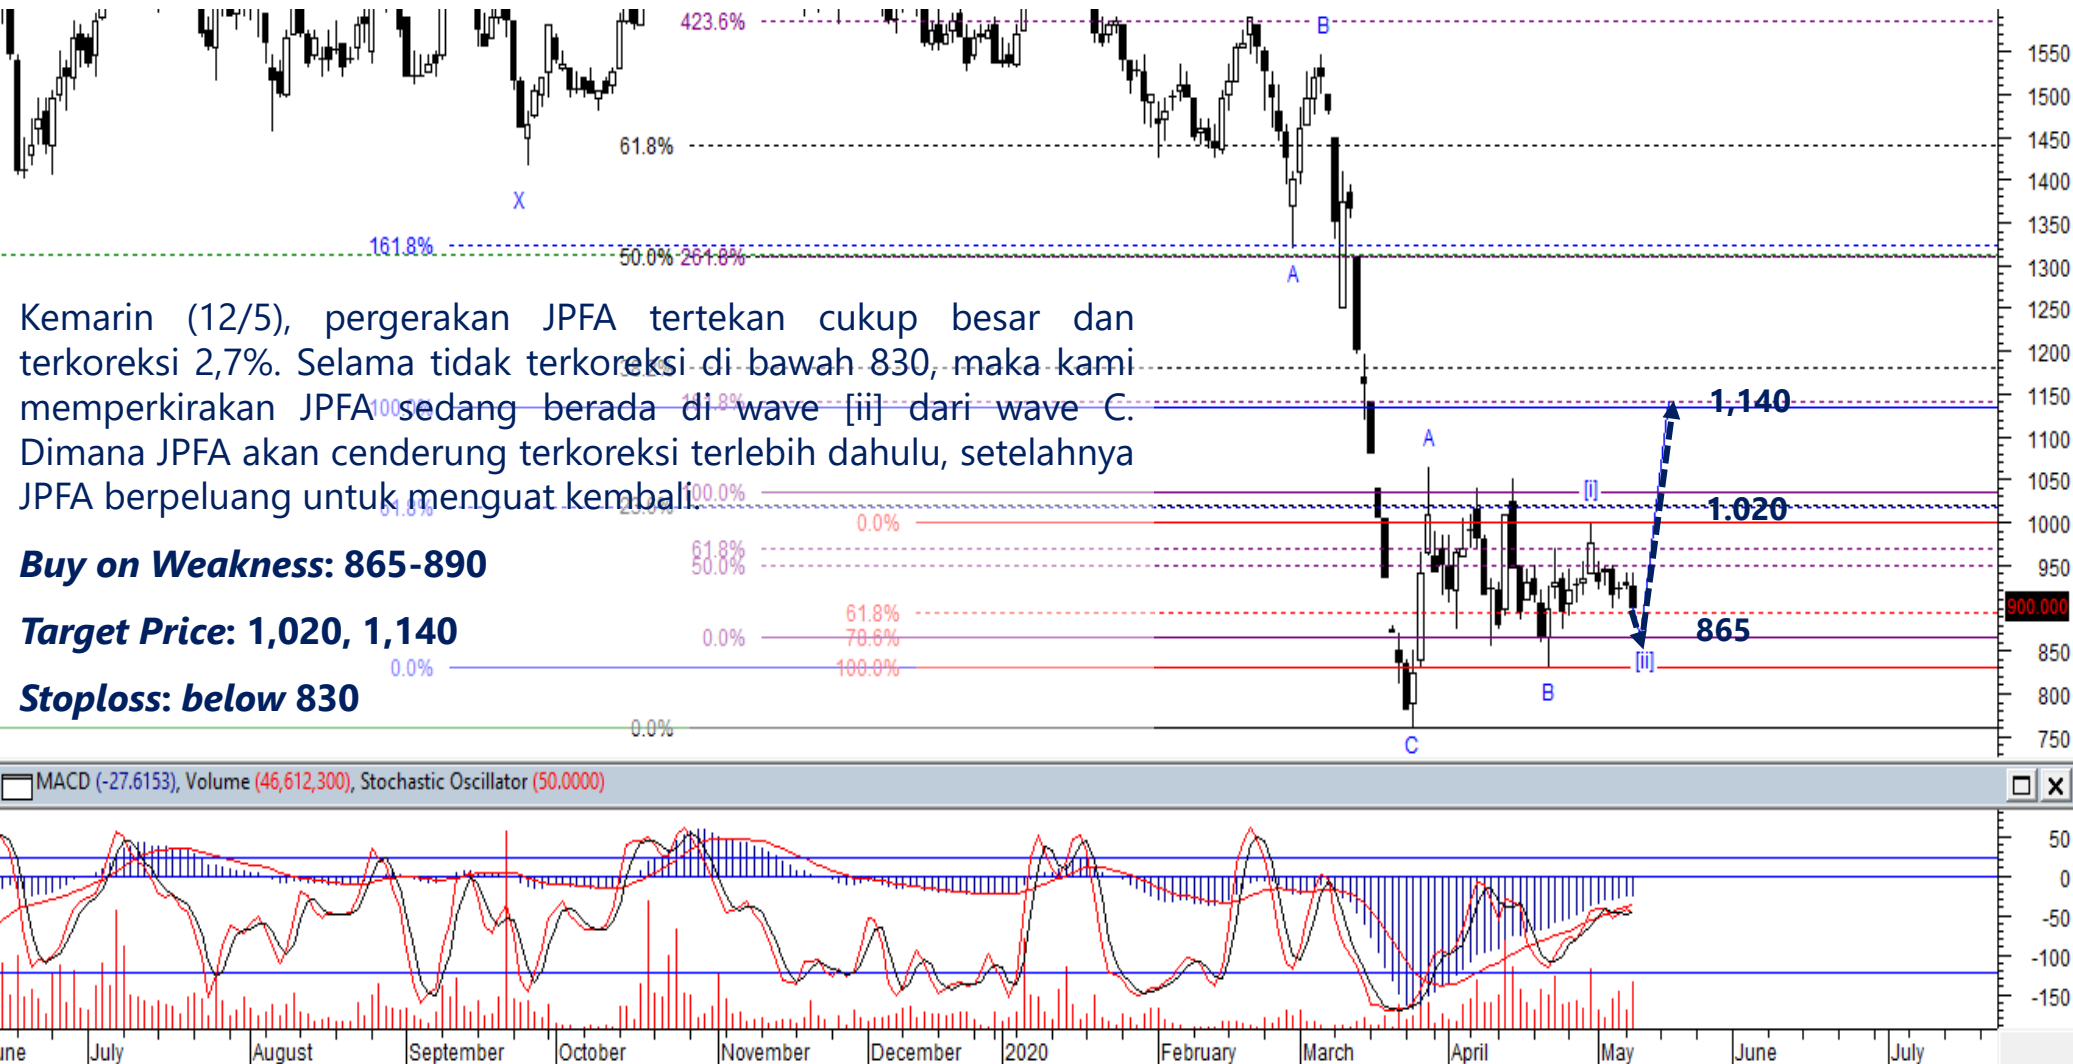 423.6%
B
1550
1500
61.8%
1450
1400
X
1350
161.8%
50.0% 261.8%
1300
A
1250
Kemarin (12/5), pergerakan JPFA tertekan cukup besar dan
terkoreksi 2,7%. Selama tidak terkoreksi di bawah 830, maka kami
memperkirakan JPFA sedang berada di wave [ii] dari wave C.
Dimana JPFA akan cenderung terkoreksi terlebih dahulu, setelahnya
JPFA berpeluang untuk menguat kembali.
1200
1150
1,140
1100
A
1050
100.0%
[i]
1.020
0.0%
1000
61.8%
50.0%
950
Buy on Weakness: 865-890
61.8%
900.000
Target Price: 1,020, 1,140
0.0%
78.6%
865
0.0%
100.0%
[ii]
850
Stoploss: below 830
B
800
0.0%
C
750
MACD (-27.6153), Volume (46,612,300), Stochastic Oscillator (50.0000)
50
0
-50
-100
-150
une July August September October November December 2020 February March April May June July